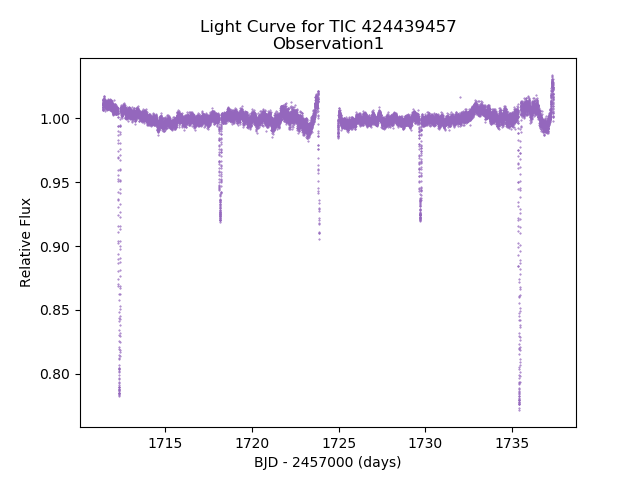 Light Curve for TIC 424439457
Observation1
1.00
0.95
0.90
0.85
0.80
Relative Flux
1715
1720
1725
1730
1735
BJD - 2457000 (days)